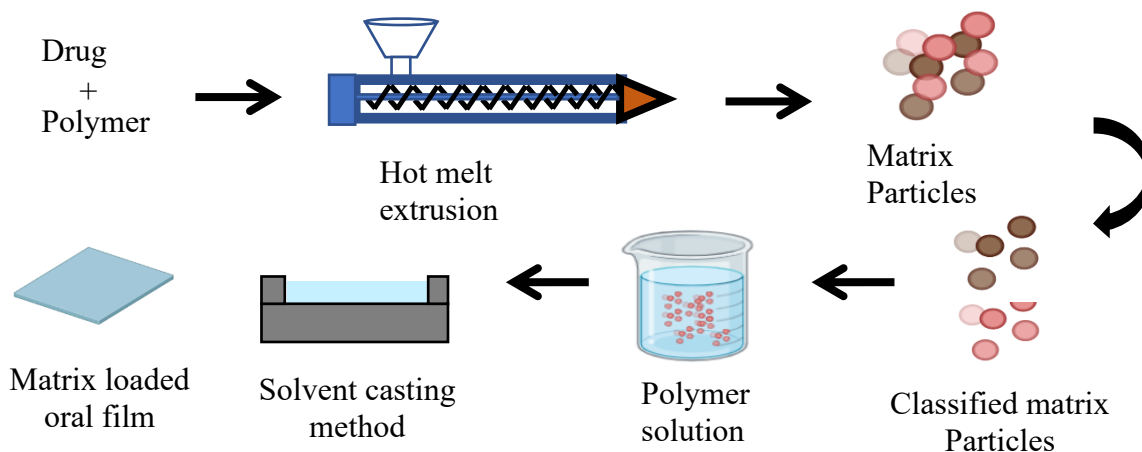 Drug
+
Polymer
Hot melt
extrusion
Matrix
Particles
Classified matrix
Particles
Polymer
solution
Solvent casting
method
Matrix loaded
oral film